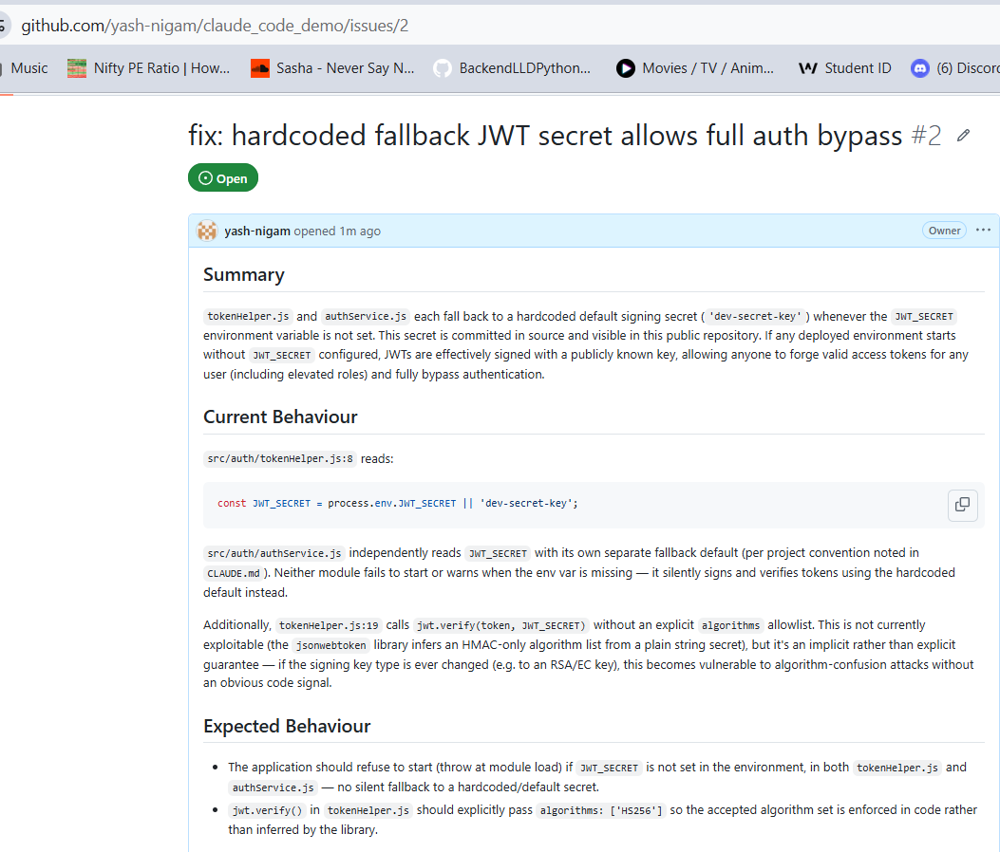 github.com/yash-nigam/claude_code_demo/issues/2
Music Nifty PE Ratio | How... Sasha - Never Say N... BackendLLDPython... Movies / TV / Anim... Student ID (6) Discord
fix: hardcoded fallback JWT secret allows full auth bypass #2
Open
yash-nigam opened 1m ago Owner ...
Summary
tokenHelper.js and authService.js each fall back to a hardcoded default signing secret ( 'dev-secret-key' ) whenever the JWT_SECRET
environment variable is not set. This secret is committed in source and visible in this public repository. If any deployed environment starts
without JWT_SECRET configured, JWTs are effectively signed with a publicly known key, allowing anyone to forge valid access tokens for any
user (including elevated roles) and fully bypass authentication.
Current Behaviour
src/auth/tokenHelper.js:8 reads:
const JWT_SECRET = process.env.JWT_SECRET || 'dev-secret-key';
src/auth/authService.js independently reads JWT_SECRET with its own separate fallback default (per project convention noted in
CLAUDE.md ). Neither module fails to start or warns when the env var is missing — it silently signs and verifies tokens using the hardcoded
default instead.
Additionally, tokenHelper.js:19 calls jwt.verify(token, JWT_SECRET) without an explicit algorithms allowlist. This is not currently
exploitable (the jsonwebtoken library infers an HMAC-only algorithm list from a plain string secret), but it's an implicit rather than explicit
guarantee — if the signing key type is ever changed (e.g. to an RSA/EC key), this becomes vulnerable to algorithm-confusion attacks without
an obvious code signal.
Expected Behaviour
• The application should refuse to start (throw at module load) if JWT_SECRET is not set in the environment, in both tokenHelper.js and
authService.js — no silent fallback to a hardcoded/default secret.
• jwt.verify() in tokenHelper.js should explicitly pass algorithms: ['HS256'] so the accepted algorithm set is enforced in code rather
than inferred by the library.